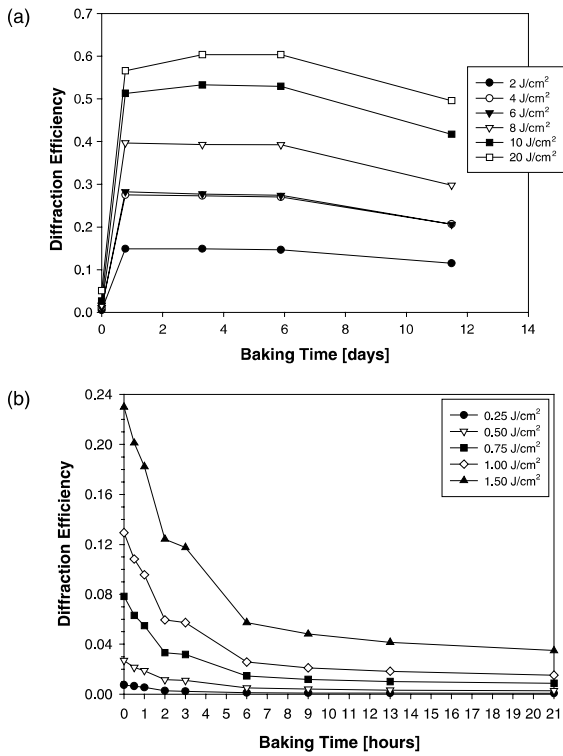 (a)
0.7
0.6
0.5
0.4
0.3
0.2
0.1
0.0
Diffraction Efficiency
2 J/cm²
4 J/cm²
6 J/cm²
8 J/cm²
10 J/cm²
20 J/cm²
0 2 4 6 8 10 12 14
Baking Time [days]
(b)
0.24
0.20
0.16
0.12
0.08
0.04
0.00
Diffraction Efficiency
0.25 J/cm²
0.50 J/cm²
0.75 J/cm²
1.00 J/cm²
1.50 J/cm²
0 0 1 2 3 4 5 6 7 8 9 10 11 12 13 14 15 16 17 18 19 20 21
Baking Time [hours]